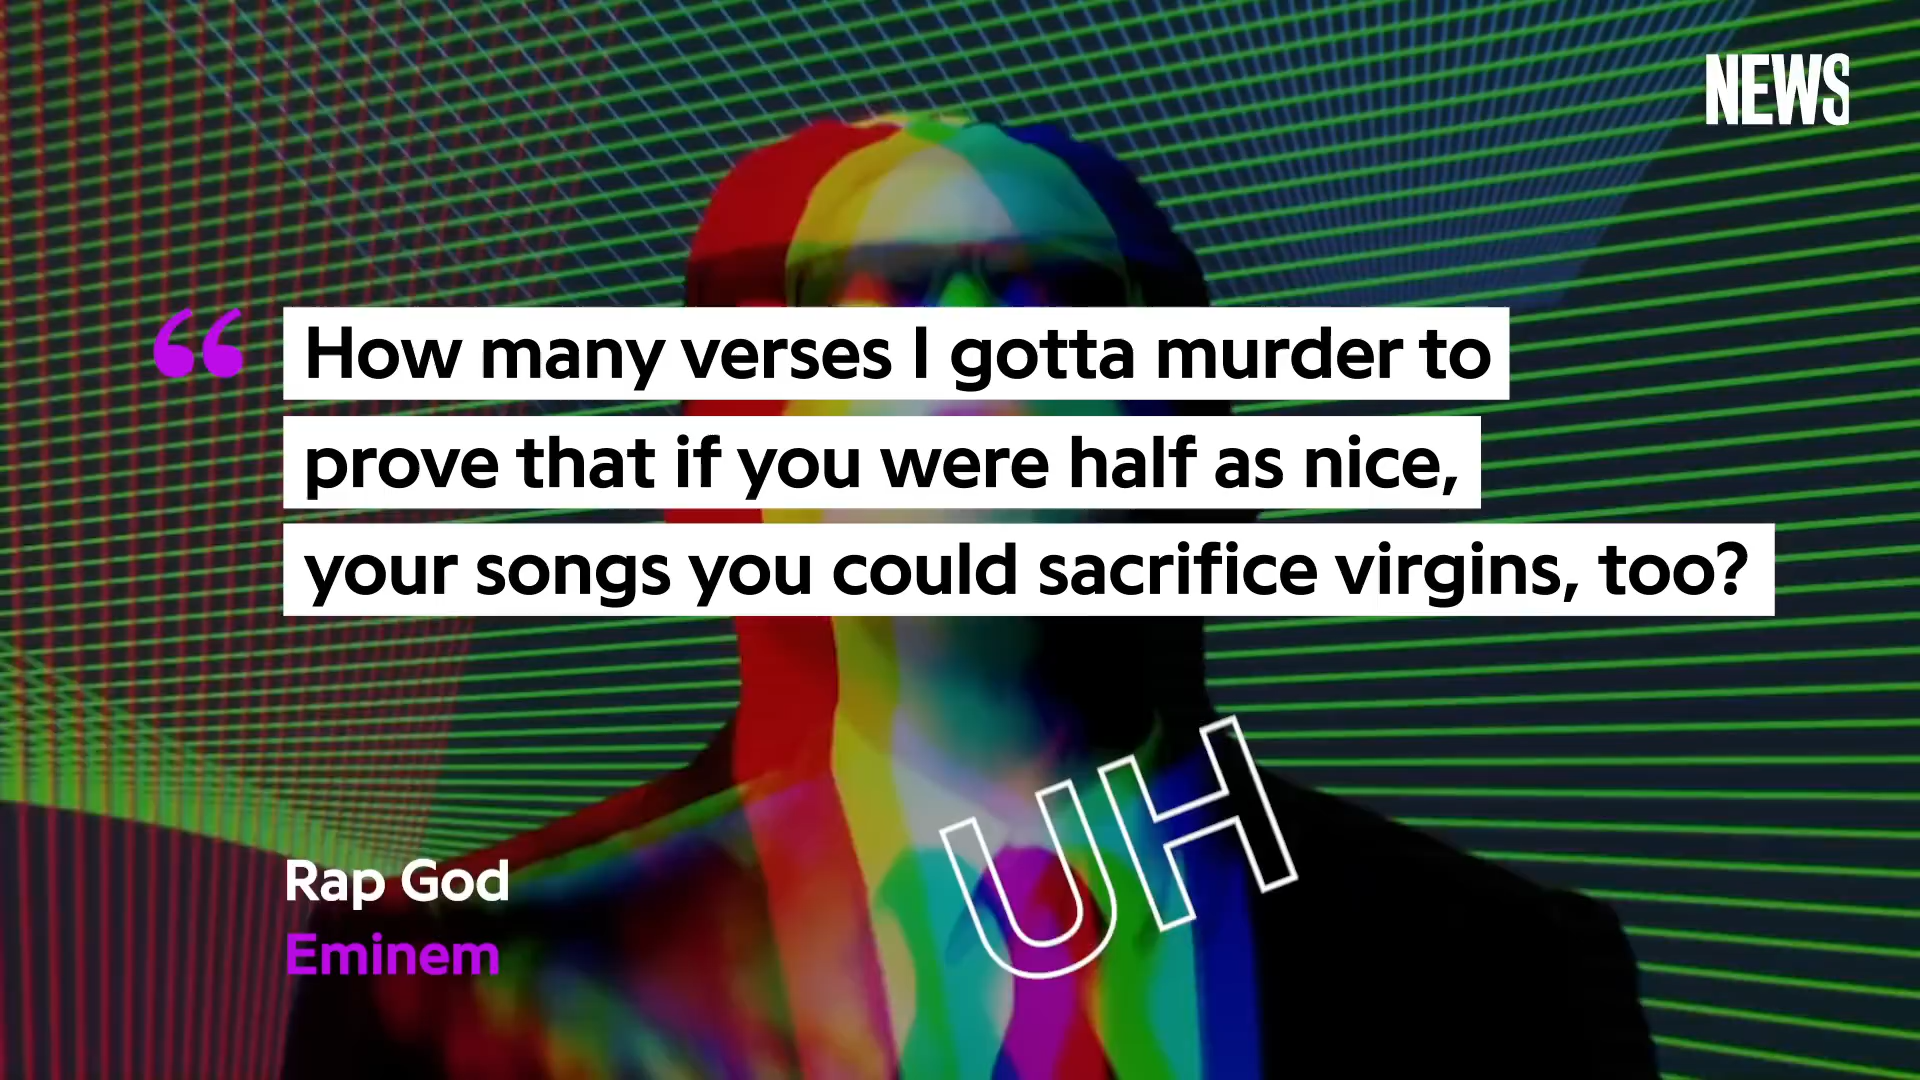 NEWS
“ How many verses I gotta murder to
prove that if you were half as nice,
your songs you could sacrifice virgins, too?
UH
Rap God
Eminem